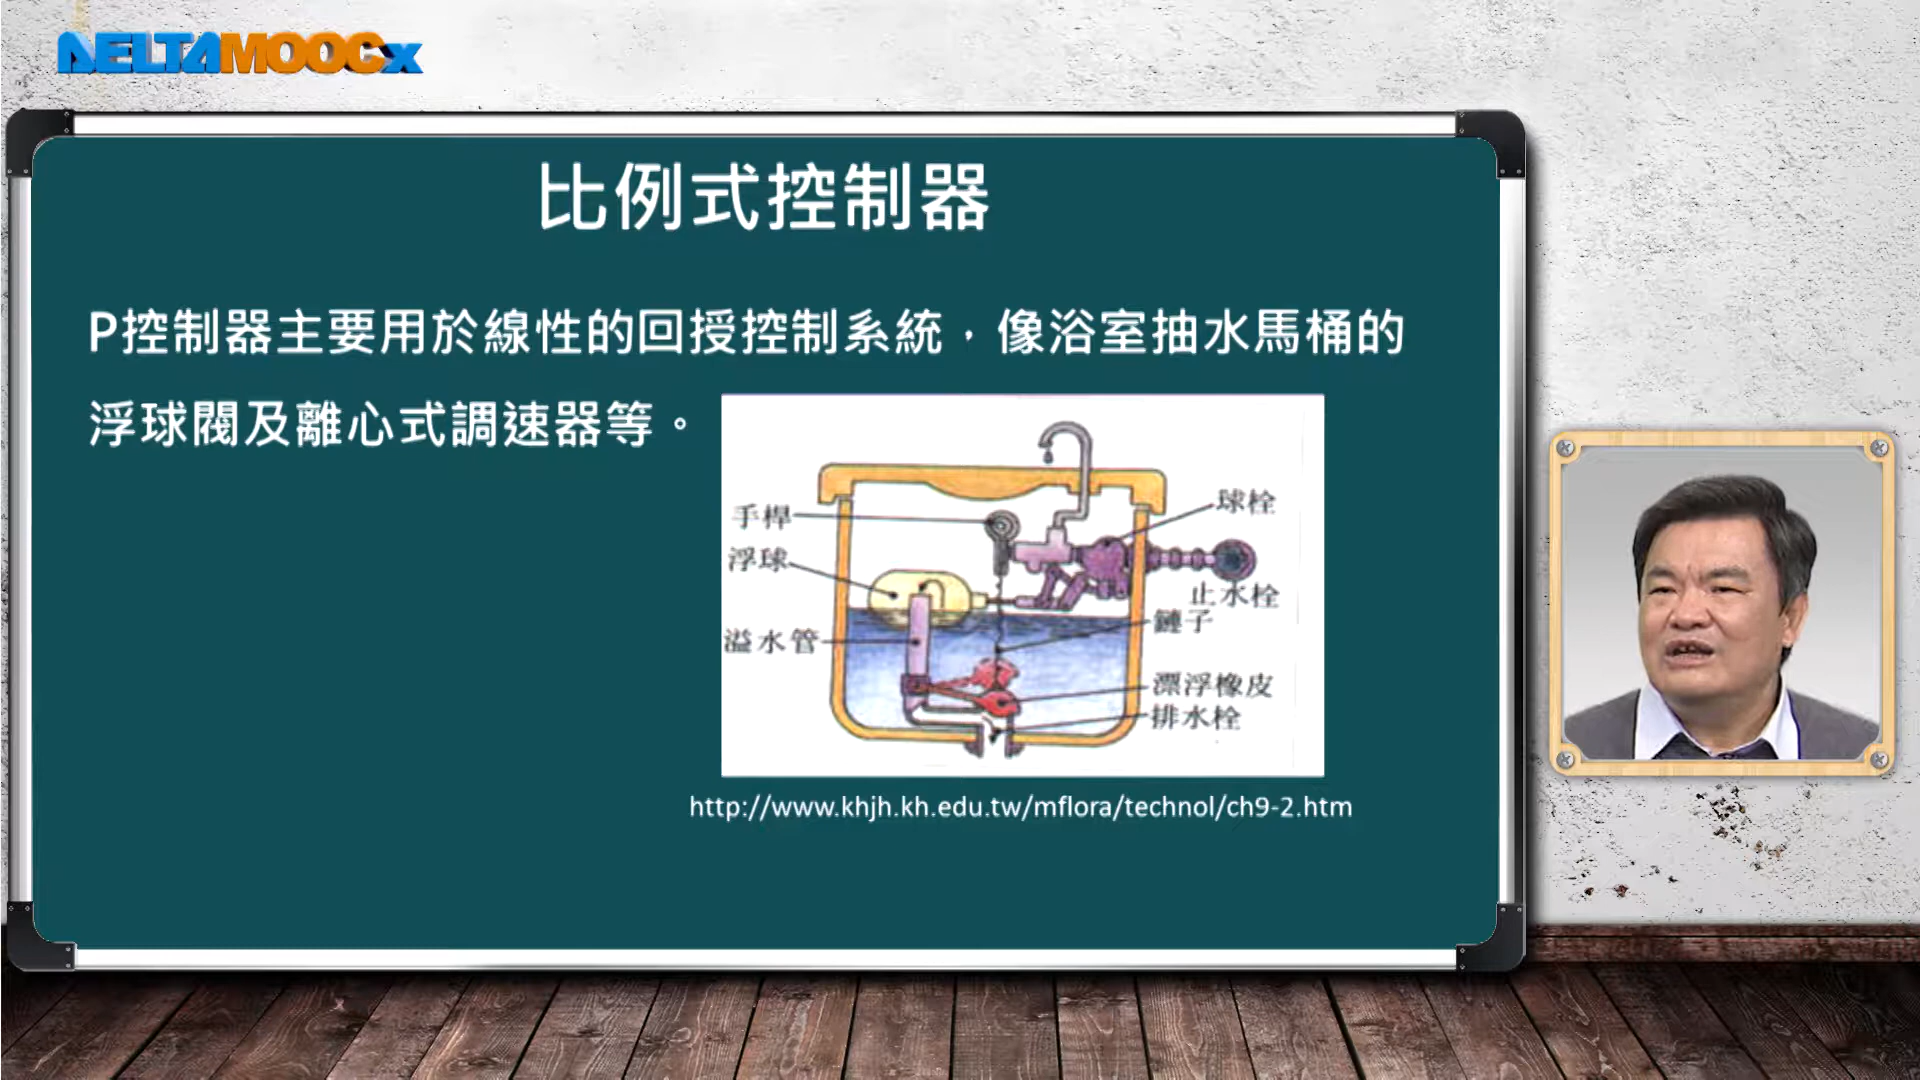 DELTAMOOCx
比例式控制器
P控制器主要用於線性的回授控制系統，像浴室抽水馬桶的
浮球閥及離心式調速器等。
手桿
球栓
浮球
止水栓
鏈子
溢水管
漂浮橡皮
排水栓
http://www.khjh.kh.edu.tw/mflora/technol/ch9-2.htm